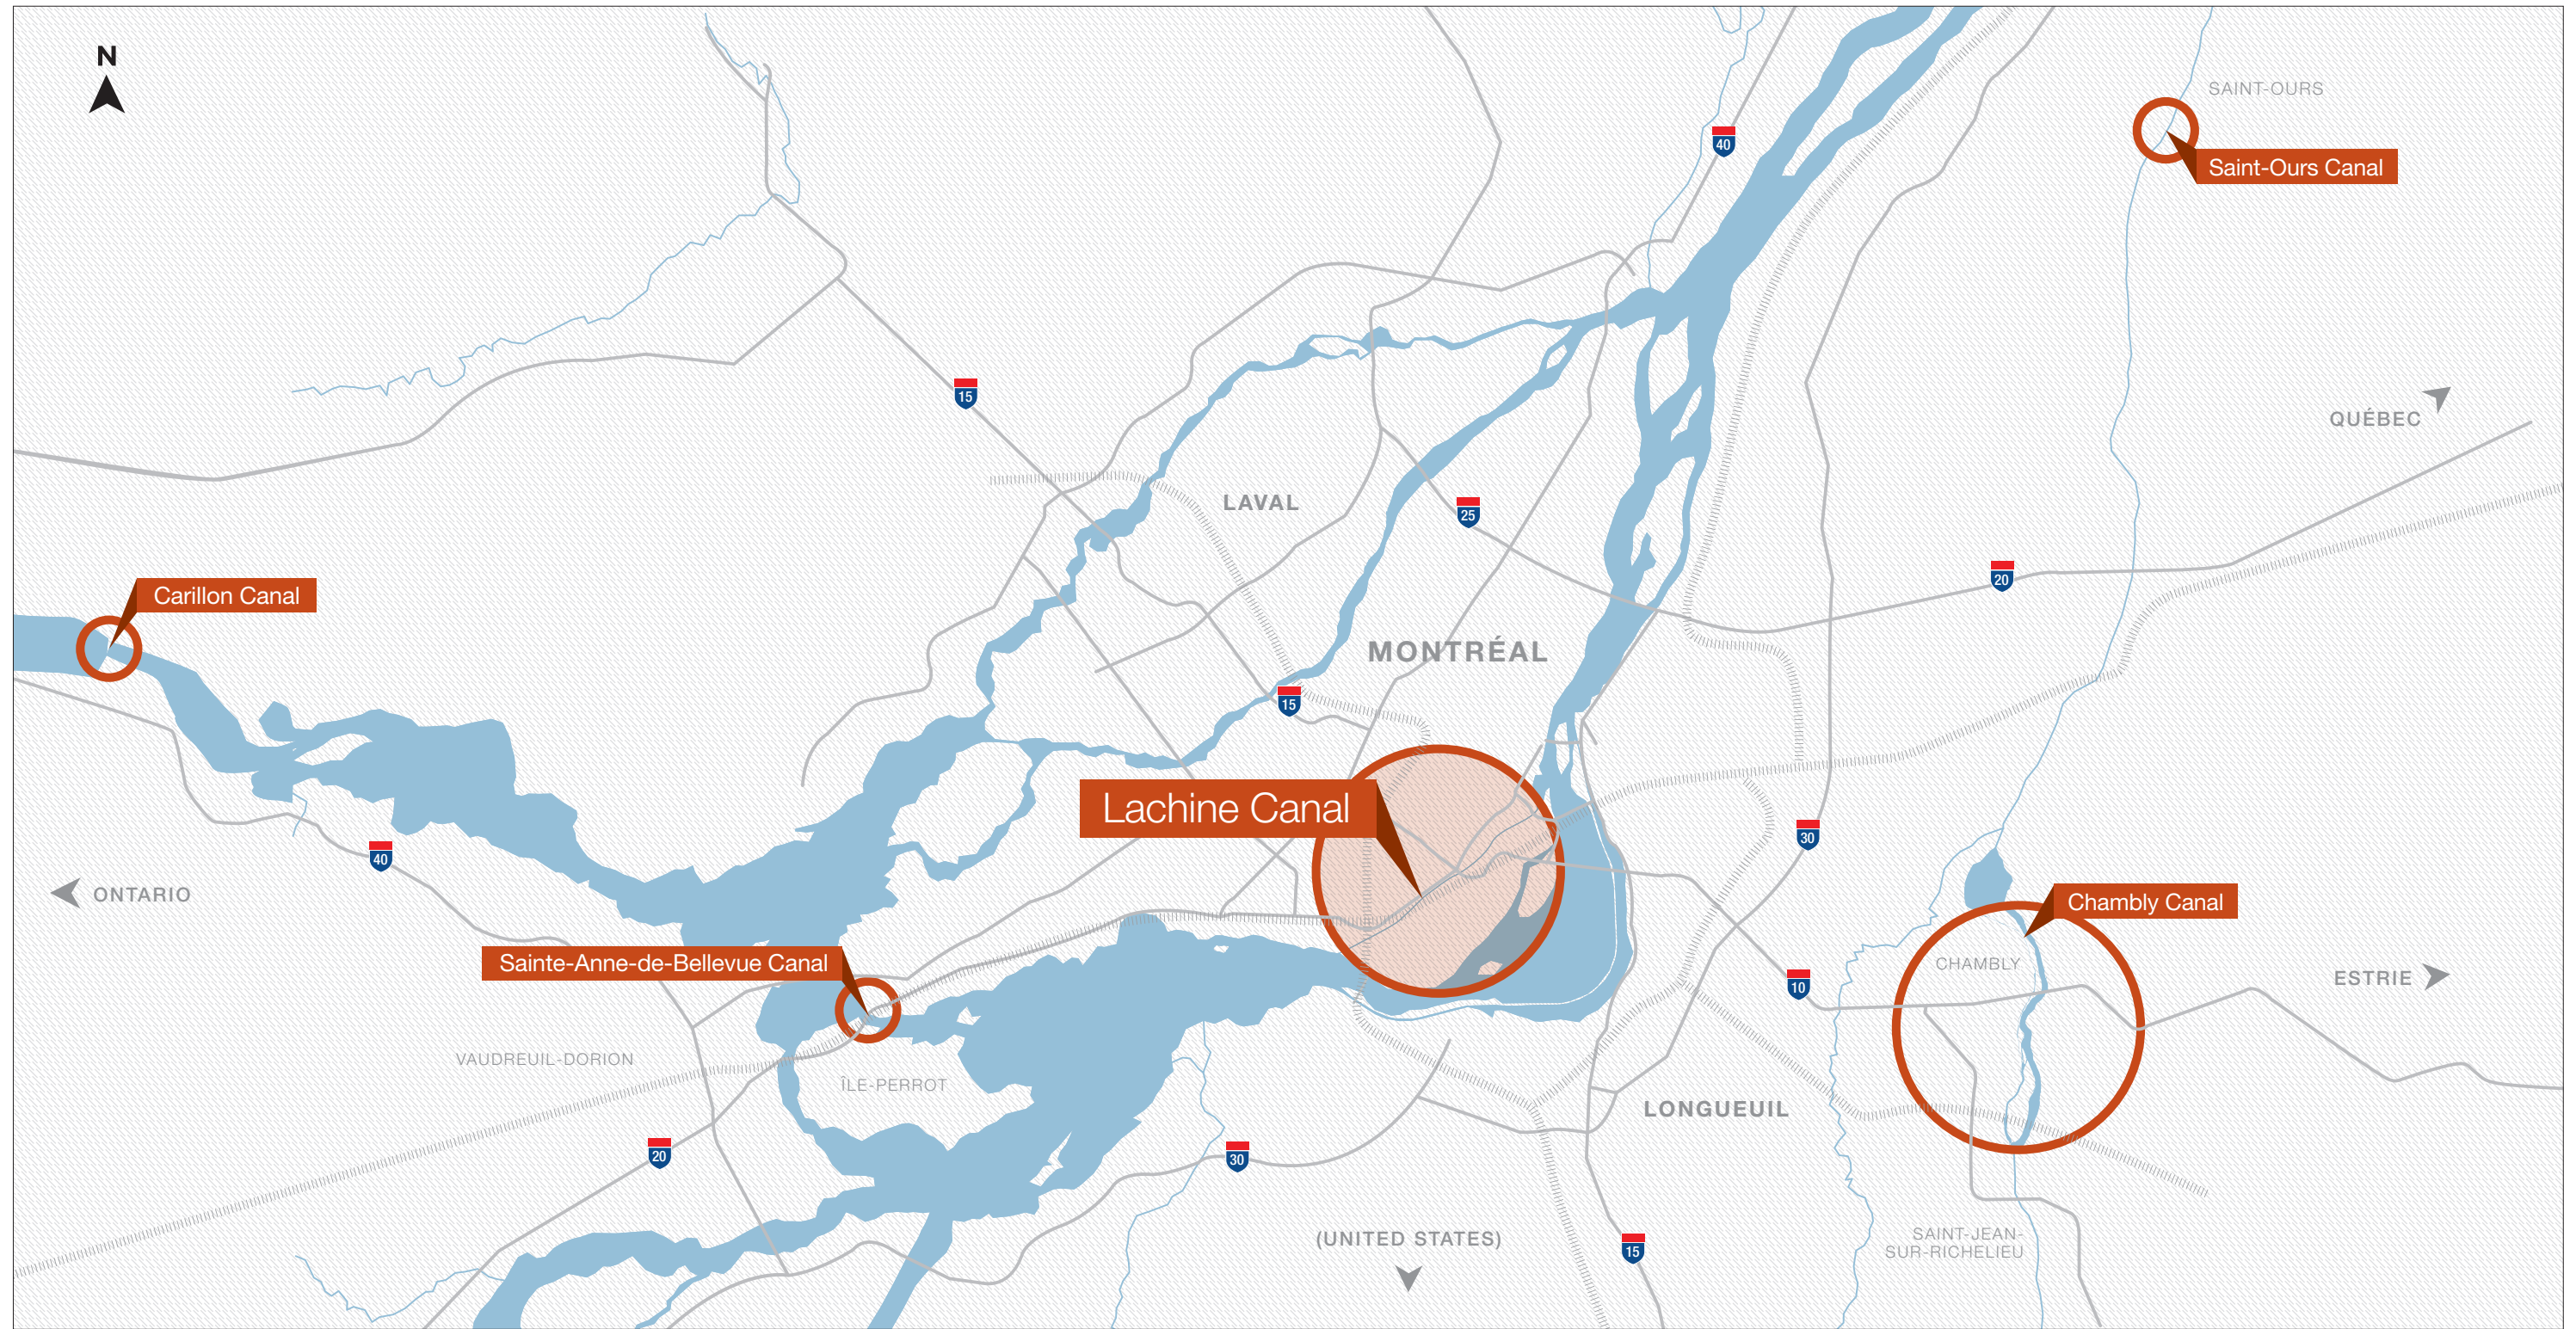 N
SAINT-OURS
40
Saint-Ours Canal
15
QUÉBEC
LAVAL
25
20
Carillon Canal
MONTRÉAL
15
Lachine Canal
30
40
ONTARIO
Chambly Canal
Sainte-Anne-de-Bellevue Canal
CHAMBLY
ESTRIE
10
VAUDREUIL-DORION
ÎLE-PERROT
LONGUEUIL
20
30
(UNITED STATES)
15
SAINT-JEAN-
SUR-RICHELIEU